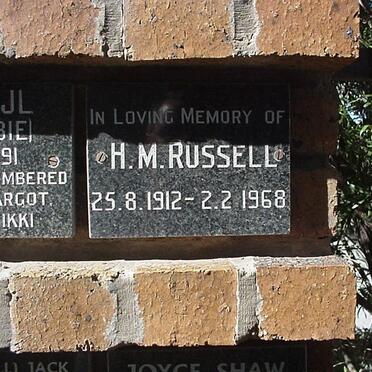 JL
BIE)
91
MBERED
ARGOT
IKKI
IN LOVING MEMORY OF
H.M. RUSSELL
25.8.1912 - 2.2 1968
JACK
JOYCE SHAW